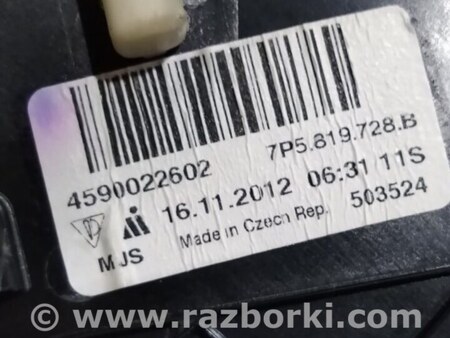 4590022602
7P5.819.728.B
16.11.2012 06:31 11S
Made in Czech Rep. 503524
MJS
© www.razborki.com